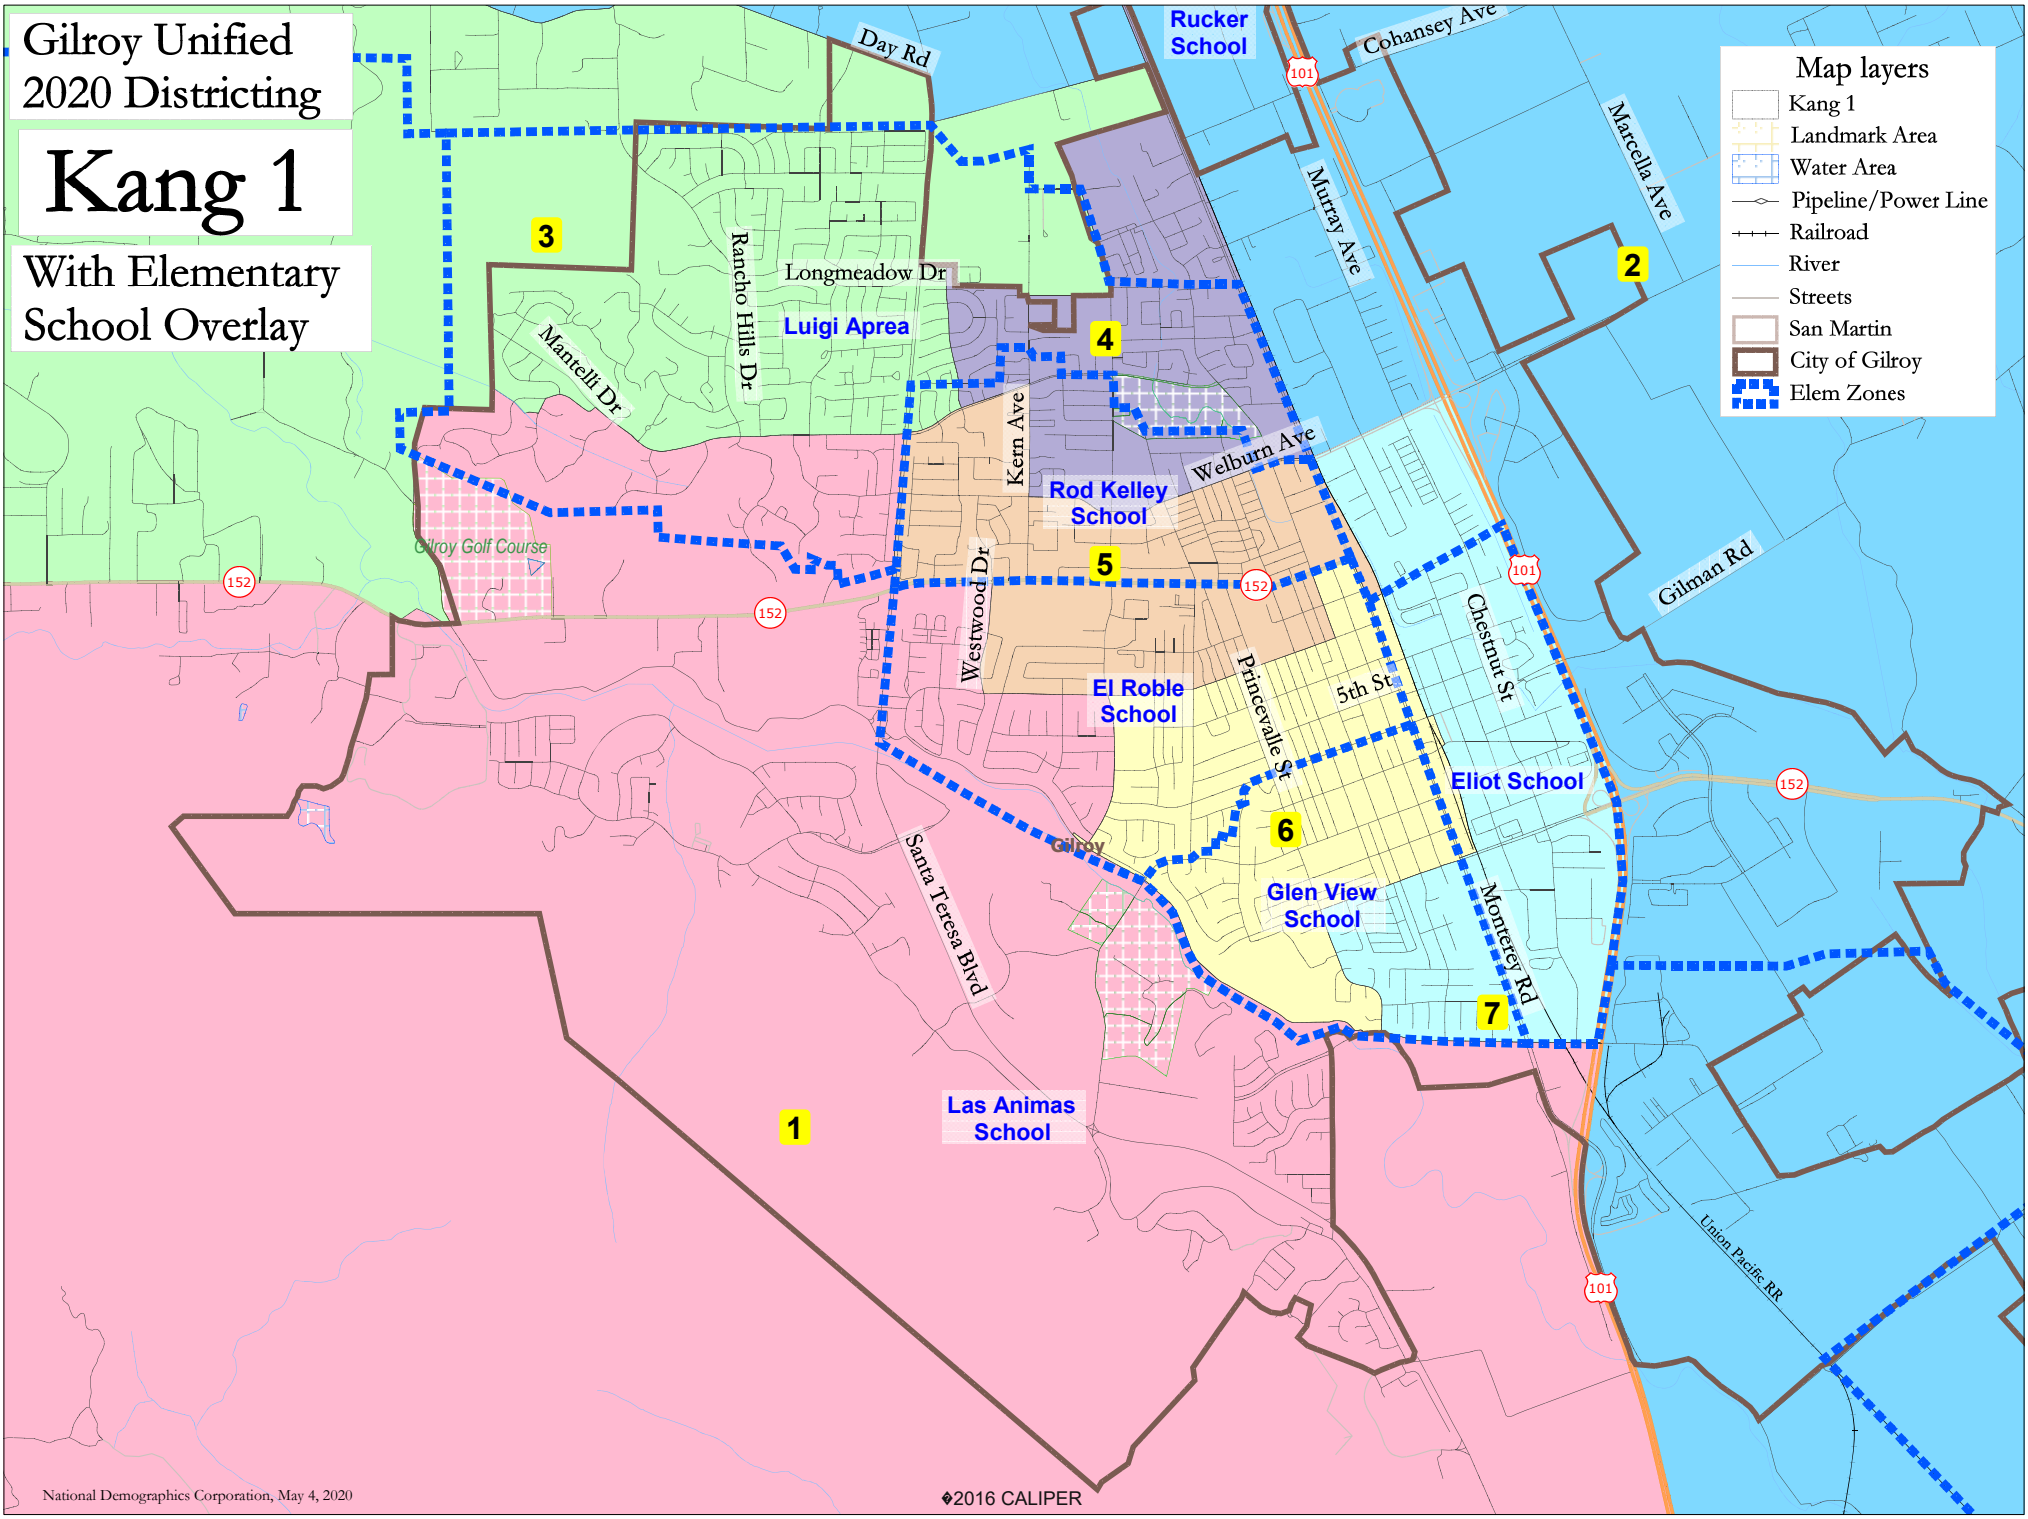 Gilroy Unified
2020 Districting
Kang 1
With Elementary
School Overlay
Day Rd
Rucker
School
101
Cohansey Ave
Map layers
Kang 1
Landmark Area
Water Area
Pipeline/Power Line
Railroad
River
Streets
San Martin
City of Gilroy
Elem Zones
Marcella Ave
Murray Ave
3
2
Rancho Hills Dr
Longmeadow Dr
Luigi Aprea
4
Mantelli Dr
Kern Ave
Welburn Ave
Rod Kelley
School
Gilroy Golf Course
5
152
152
152
101
Gilman Rd
Westwood Dr
Chestnut St
El Roble
School
Princevalle St
5th St
Eliot School
152
6
Gilroy
Santa Teresa Blvd
Glen View
School
Monterey Rd
7
Las Animas
School
1
Union Pacific RR
101
National Demographics Corporation, May 4, 2020
�2016 CALIPER